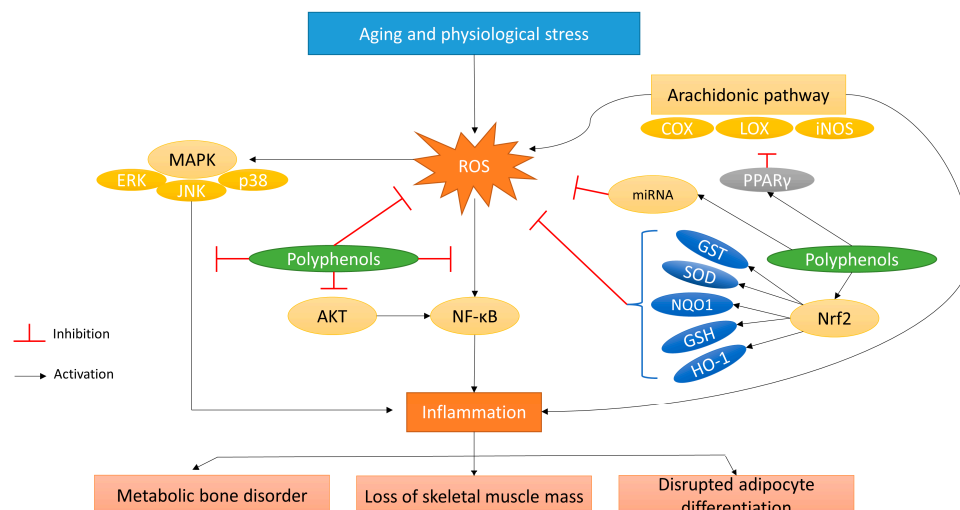 Aging and physiological stress
Arachidonic pathway
COX
LOX
iNOS
MAPK
ERK
JNK
p38
ROS
miRNA
PPARγ
GST
SOD
NQO1
GSH
HO-1
Polyphenols
Polyphenols
Nrf2
AKT
NF-κB
Inhibition
Activation
Inflammation
Metabolic bone disorder
Loss of skeletal muscle mass
Disrupted adipocyte
differentiation